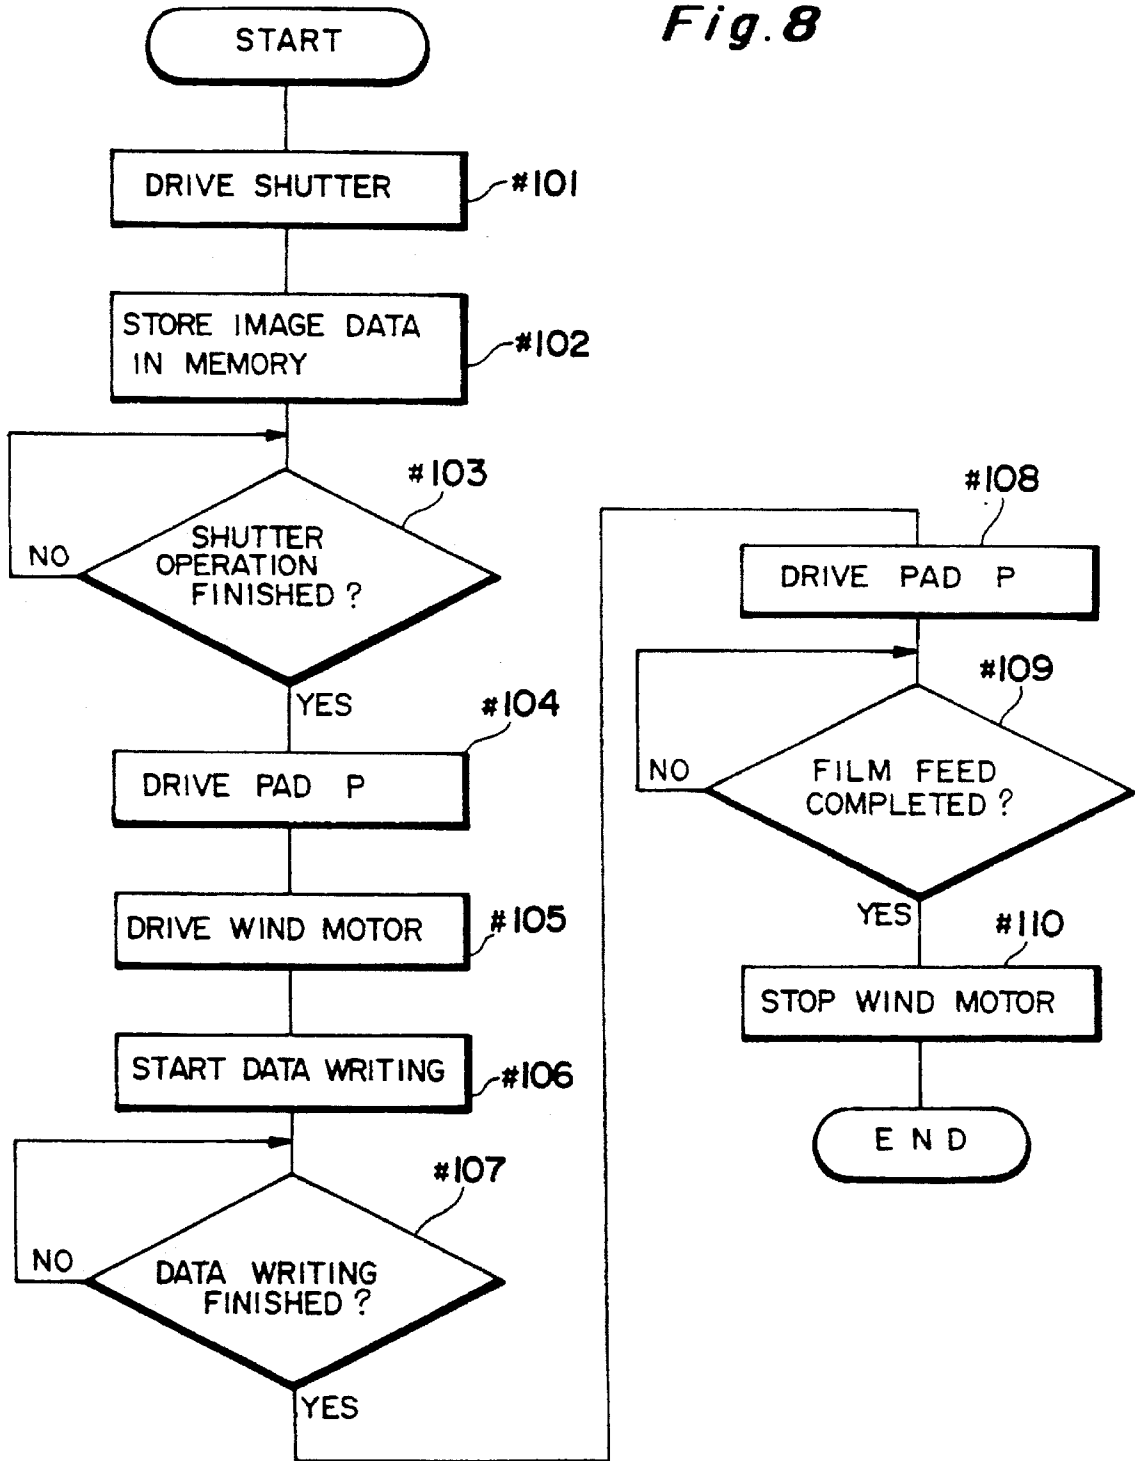 Fig. 8
START
DRIVE SHUTTER
#101
STORE IMAGE DATA
IN MEMORY
#102
#103
SHUTTER
OPERATION
FINISHED ?
NO
YES
#104
DRIVE PAD P
DRIVE WIND MOTOR
#105
START DATA WRITING
#106
#107
DATA WRITING
FINISHED ?
NO
YES
#108
DRIVE PAD P
#109
FILM FEED
COMPLETED ?
NO
YES
#110
STOP WIND MOTOR
END